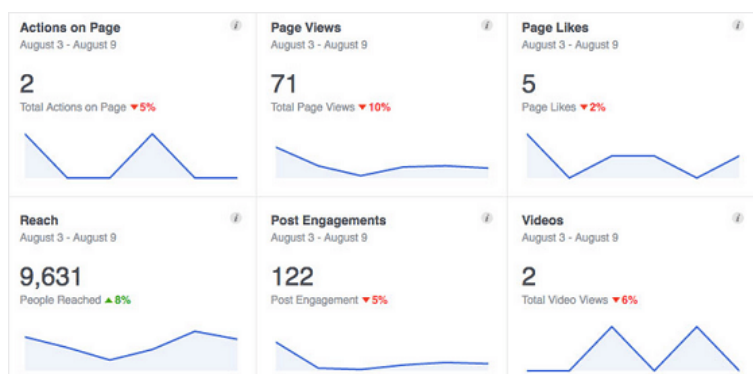 Actions on Page
August 3 - August 9
2
Total Actions on Page ▼5%
Page Views
August 3 - August 9
71
Total Page Views ▼10%
Page Likes
August 3 - August 9
5
Page Likes ▼2%
Reach
August 3 - August 9
9,631
People Reached ▲8%
Post Engagements
August 3 - August 9
122
Post Engagement ▼5%
Videos
August 3 - August 9
2
Total Video Views ▼6%